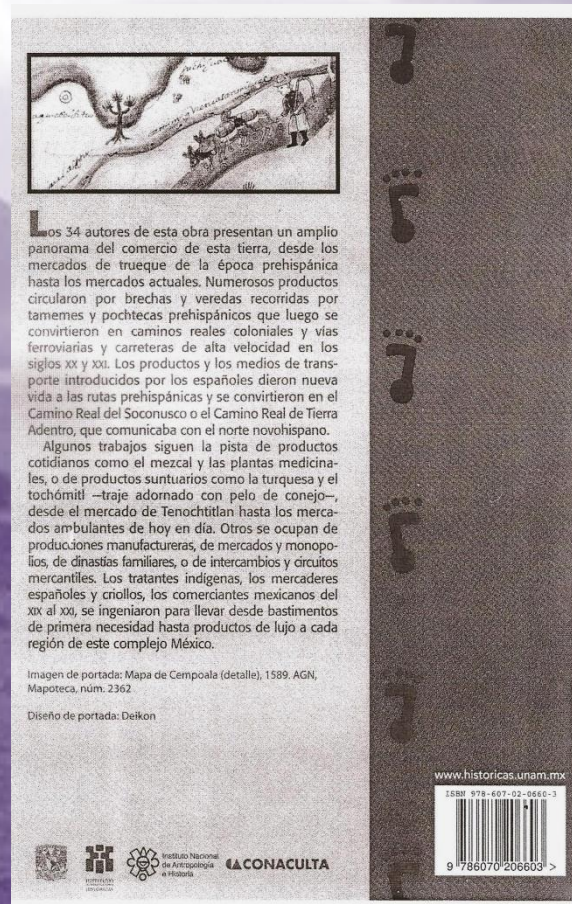 Los 34 autores de esta obra presentan un amplio
panorama del comercio de esta tierra, desde los
mercados de trueque de la época prehispánica
hasta los mercados actuales. Numerosos productos
circularon por brechas y veredas recorridas por
tamemes y pochtecas prehispánicos que luego se
convirtieron en caminos reales coloniales y vías
ferroviarias y carreteras de alta velocidad en los
siglos XX y XXI. Los productos y los medios de trans-
porte introducidos por los españoles dieron nueva
vida a las rutas prehispánicas y se convirtieron en el
Camino Real del Soconusco o el Camino Real de Tierra
Adentro, que comunicaba con el norte novohispano.
Algunos trabajos siguen la pista de productos
cotidianos como el mezcal y las plantas medicina-
les, o de productos suntuarios como la turquesa y el
tochómitl —traje adornado con pelo de conejo—,
desde el mercado de Tenochtitlan hasta los merca-
dos ambulantes de hoy en día. Otros se ocupan de
producciones manufactureras, de mercados y monopo-
lios, de dinastías familiares, o de intercambios y circuitos
mercantiles. Los tratantes indígenas, los mercaderes
españoles y criollos, los comerciantes mexicanos del
XIX al XXI, se ingeniaron para llevar desde bastimentos
de primera necesidad hasta productos de lujo a cada
región de este complejo México.
Imagen de portada: Mapa de Cempoala (detalle), 1589. AGN,
Mapoteca, núm. 2362
Diseño de portada: Deikon
Instituto Nacional
de Antropología
e Historia
CONACULTA
www.historicas.unam.mx
ISBN 978-607-02-0660-3
9 786070 206603 >